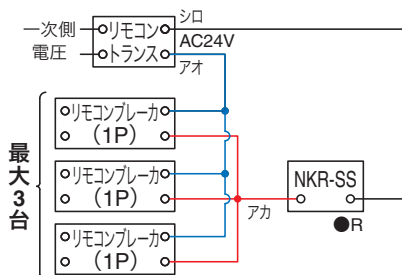 一次側
電圧
リモコン
トランス
シロ
AC24V
アオ
最大3台
リモコンブレーカ
(1P)
リモコンブレーカ
(1P)
リモコンブレーカ
(1P)
アカ
NKR-SS
●R